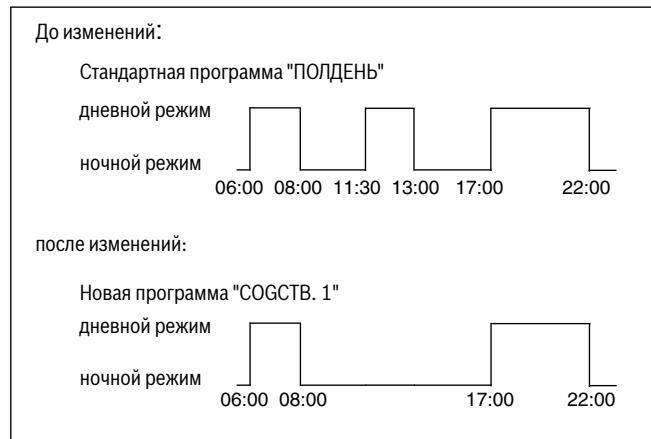 До изменений:
Стандартная программа "ПОЛДЕНЬ"
дневной режим
ночной режим
06:00 08:00 11:30 13:00 17:00 22:00
после изменений:
Новая программа "СОGСТВ. 1"
дневной режим
ночной режим
06:00 08:00 17:00 22:00